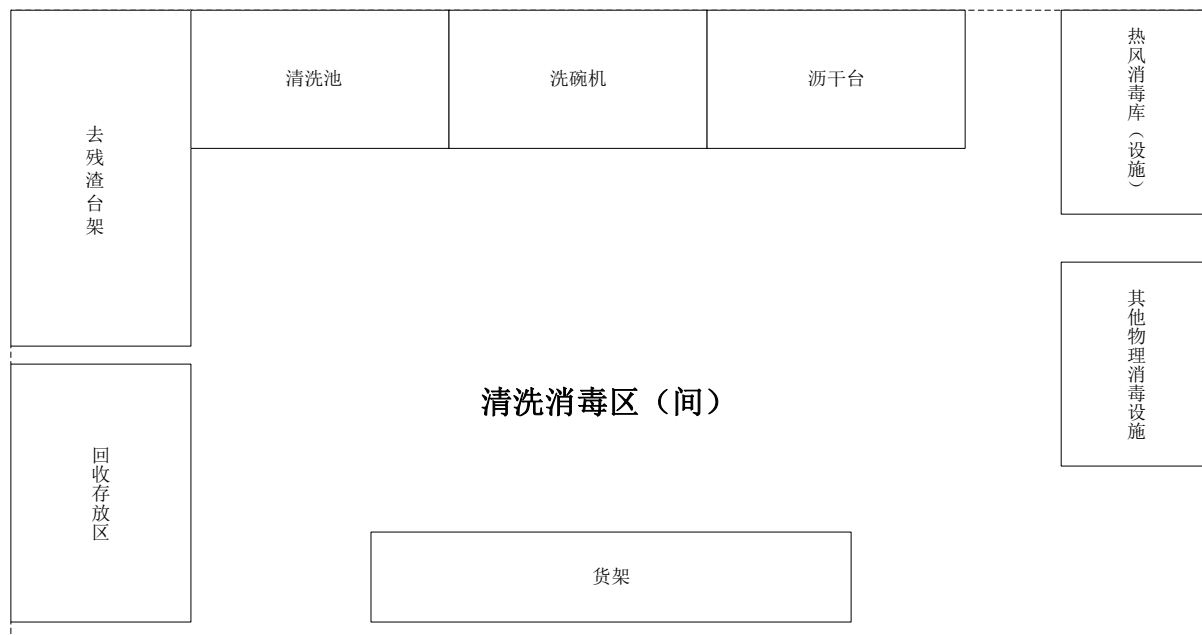 去残渣台架
清洗池
洗碗机
沥干台
热风消毒库（设施）
其他物理消毒设施
清洗消毒区（间）
回收存放区
货架